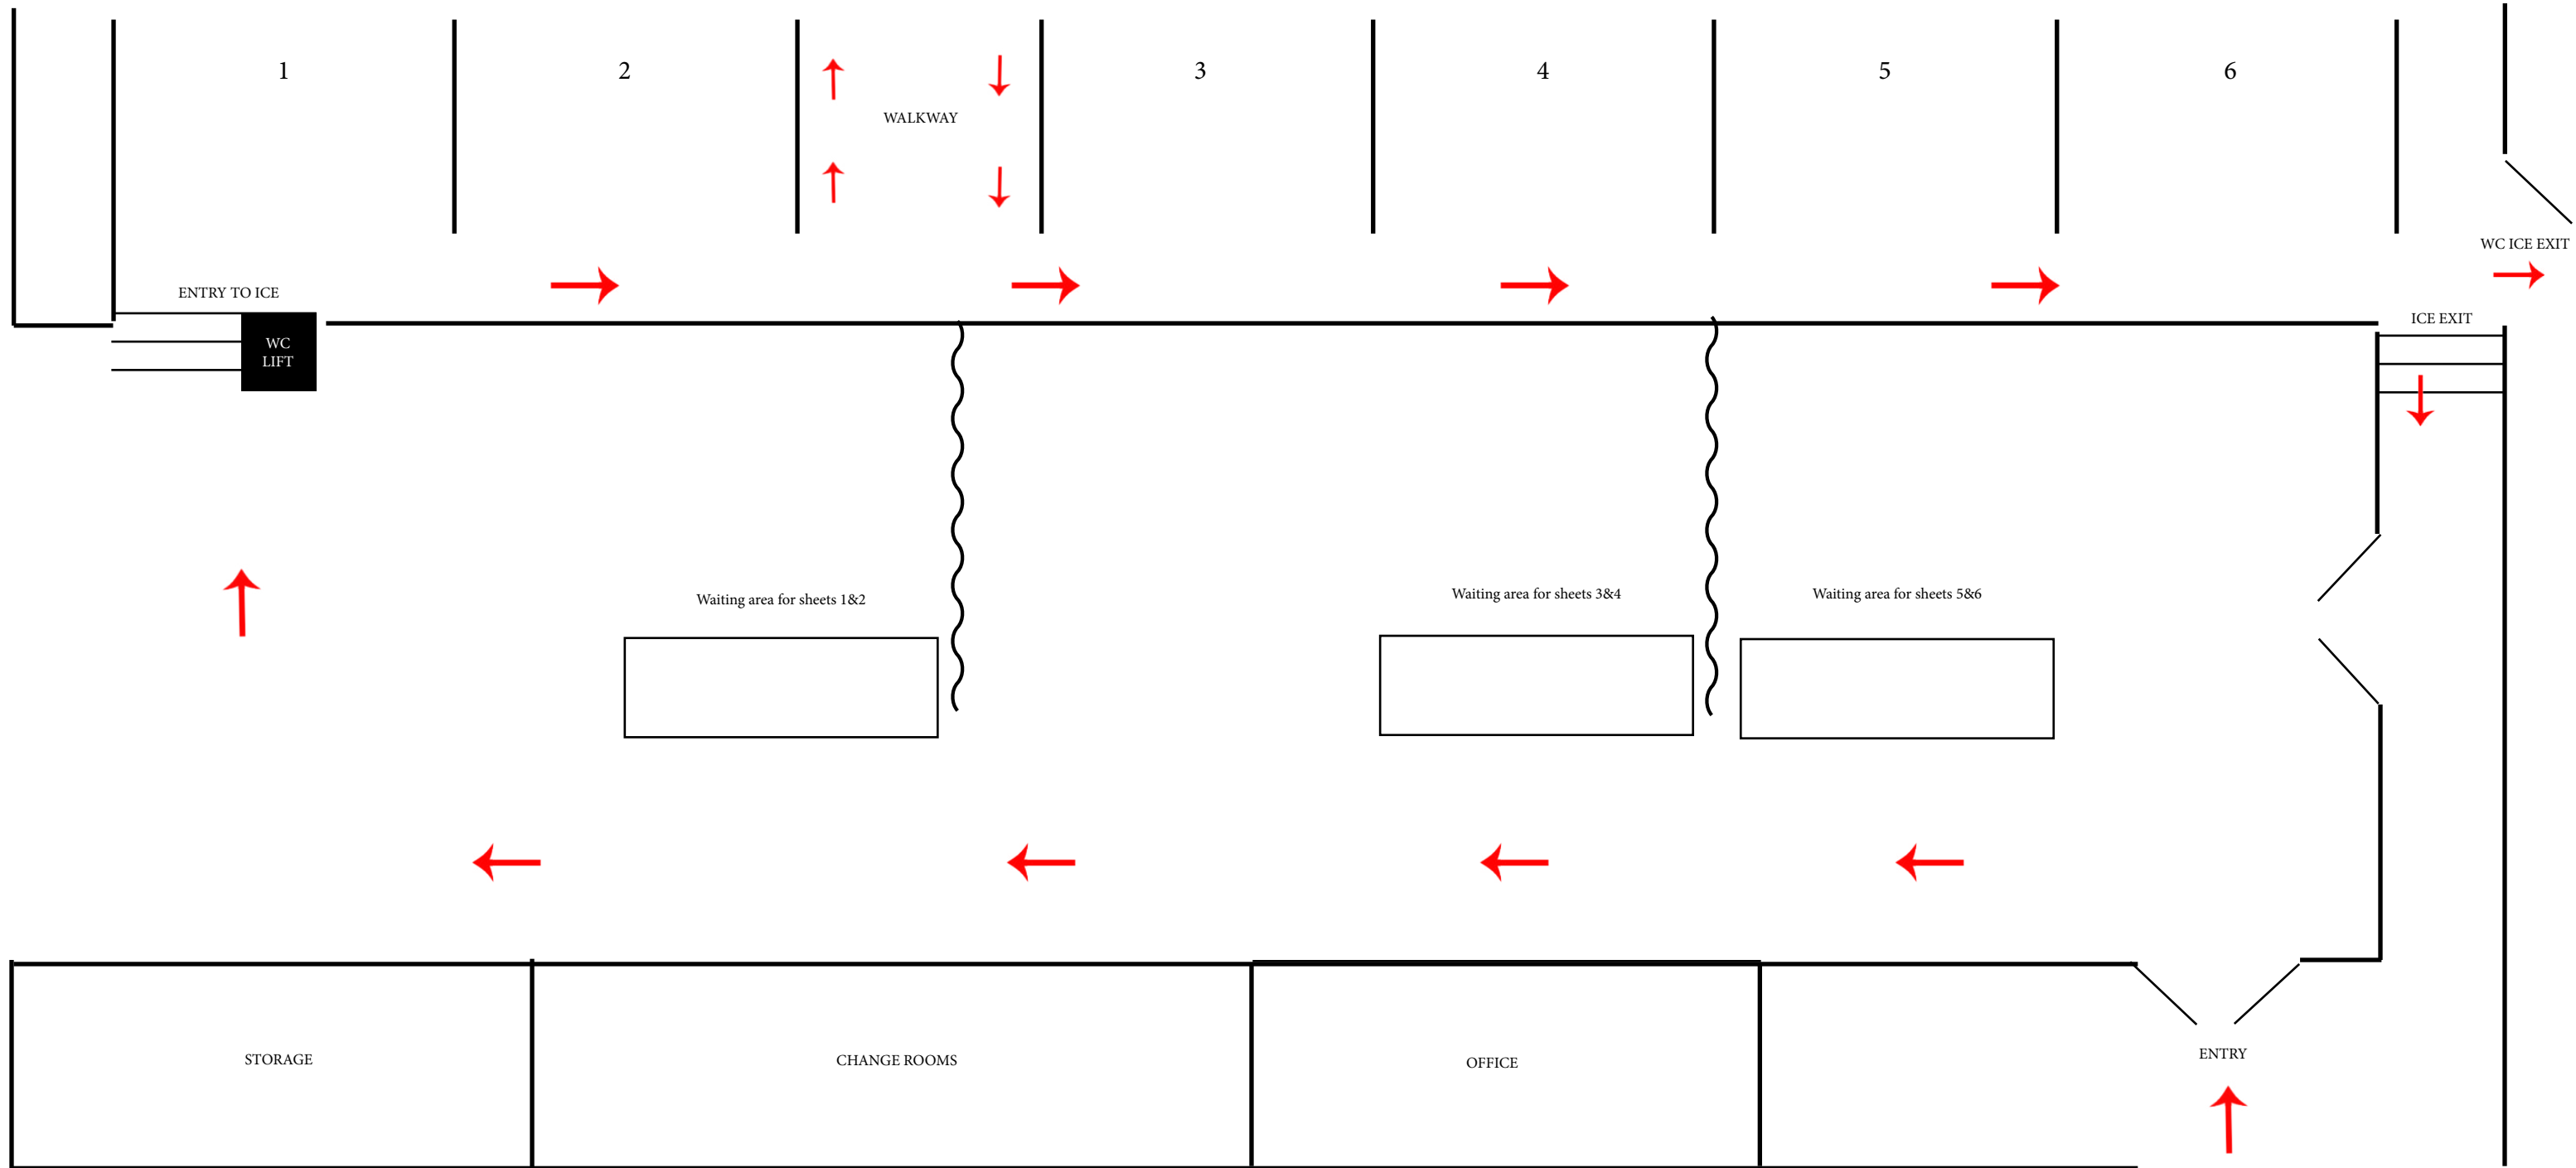 1
2
3
4
5
6
WALKWAY
WC ICE EXIT
ENTRY TO ICE
ICE EXIT
WC
LIFT
Waiting area for sheets 1&2
Waiting area for sheets 3&4
Waiting area for sheets 5&6
STORAGE
CHANGE ROOMS
OFFICE
ENTRY